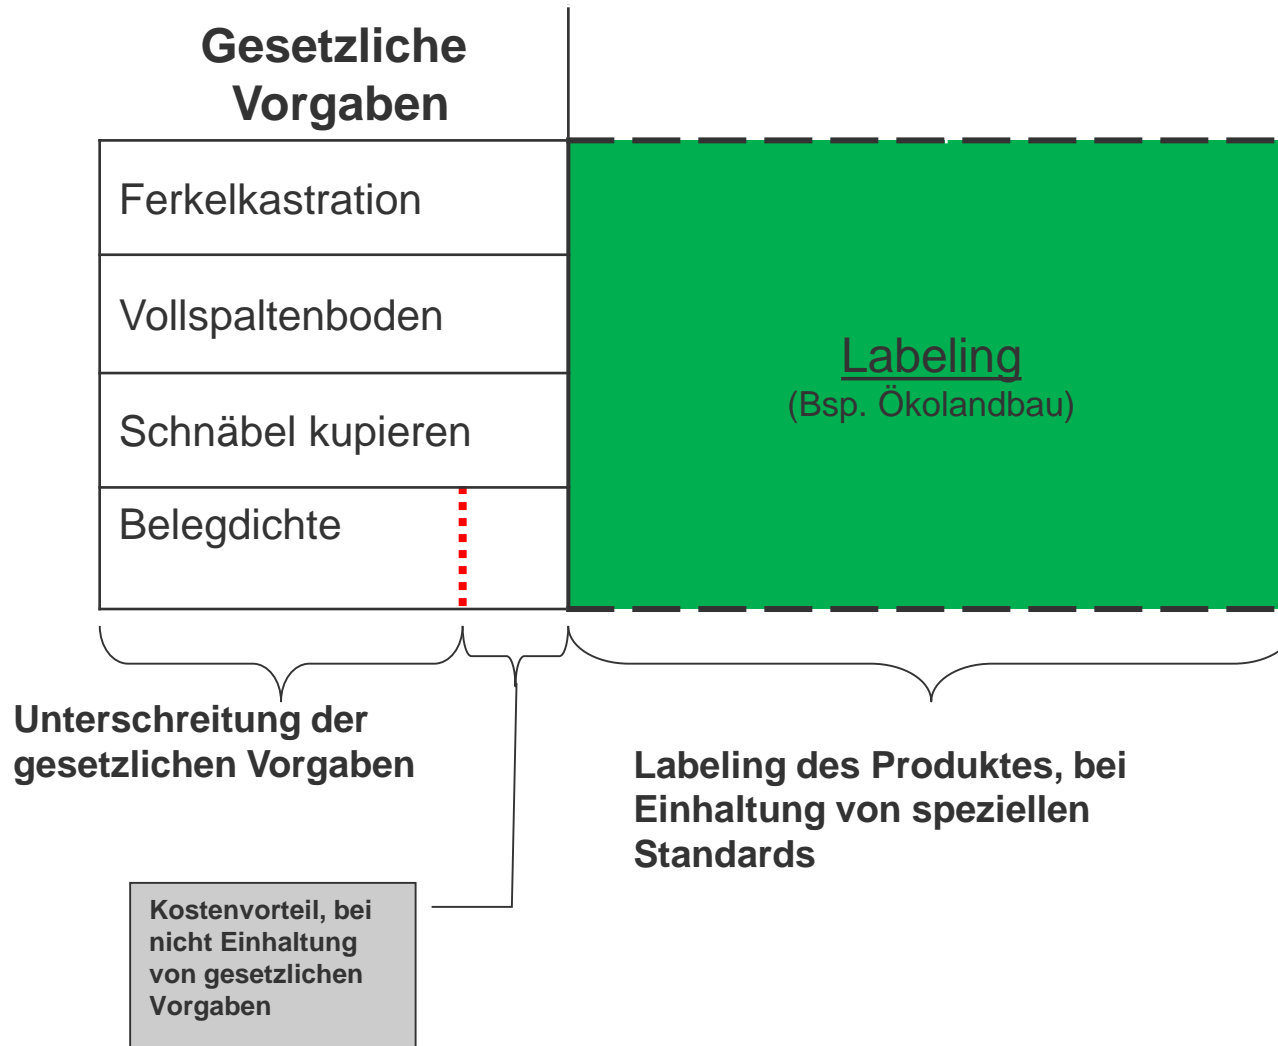 Gesetzliche
Vorgaben
Ferkelkastration
Vollspaltenboden
Schnäbel kupieren
Belegdichte
Labeling
(Bsp. Ökolandbau)
Unterschreitung der
gesetzlichen Vorgaben
Labeling des Produktes, bei
Einhaltung von speziellen
Standards
Kostenvorteil, bei
nicht Einhaltung
von gesetzlichen
Vorgaben